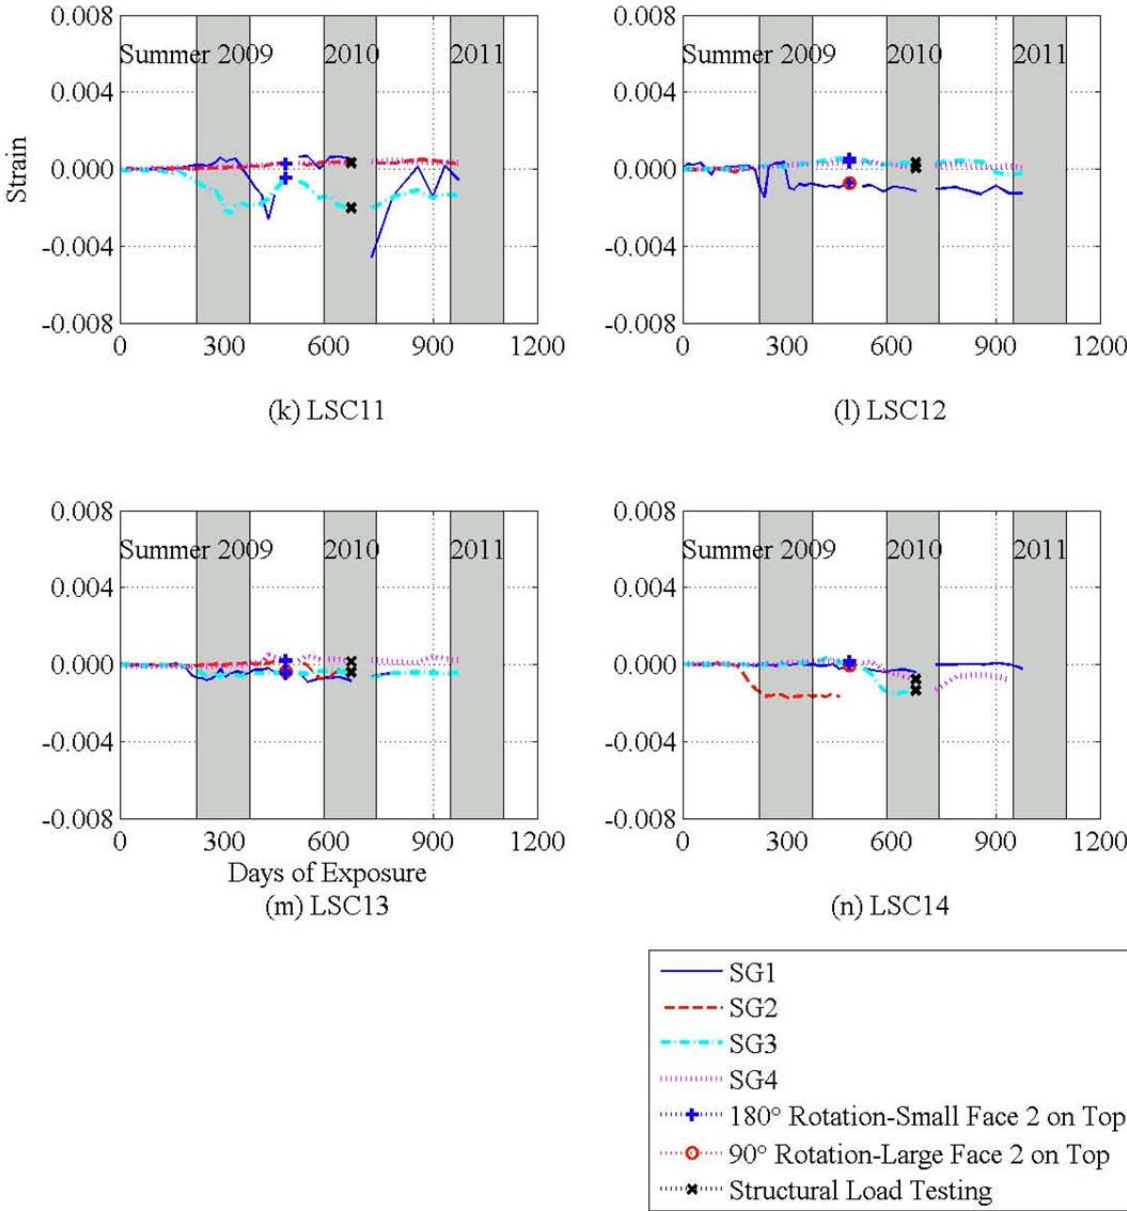 0.008
0.004
0.000
-0.004
-0.008
Strain
Summer 2009 2010 2011
0 300 600 900 1200
(k) LSC11
0.008
0.004
0.000
-0.004
-0.008
Summer 2009 2010 2011
0 300 600 900 1200
(l) LSC12
0.008
0.004
0.000
-0.004
-0.008
Summer 2009 2010 2011
0 300 600 900 1200
Days of Exposure
(m) LSC13
0.008
0.004
0.000
-0.004
-0.008
Summer 2009 2010 2011
0 300 600 900 1200
(n) LSC14
SG1
SG2
SG3
SG4
180° Rotation-Small Face 2 on Top
90° Rotation-Large Face 2 on Top
Structural Load Testing